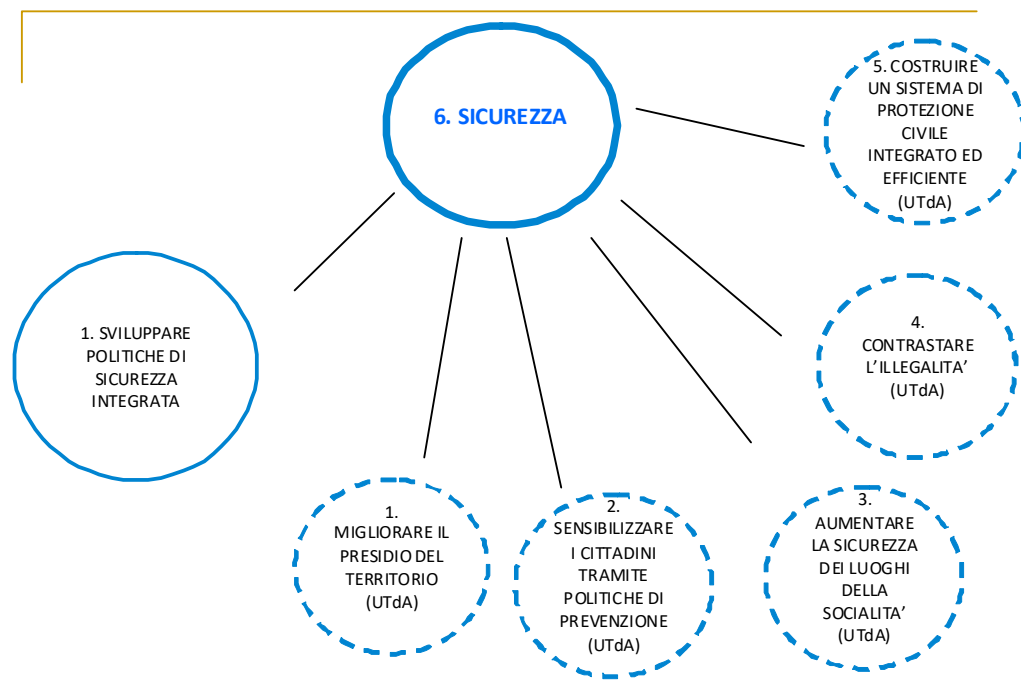 6. SICUREZZA
1. SVILUPPARE
POLITICHE DI
SICUREZZA
INTEGRATA
1.
MIGLIORARE IL
PRESIDIO DEL
TERRITORIO
(UTdA)
2.
SENSIBILIZZARE
I CITTADINI
TRAMITE
POLITICHE DI
PREVENZIONE
(UTdA)
3.
AUMENTARE
LA SICUREZZA
DEI LUOGHI
DELLA
SOCIALITA’
(UTdA)
4.
CONTRASTARE
L’ILLEGALITA’
(UTdA)
5. COSTRUIRE
UN SISTEMA DI
PROTEZIONE
CIVILE
INTEGRATO ED
EFFICIENTE
(UTdA)